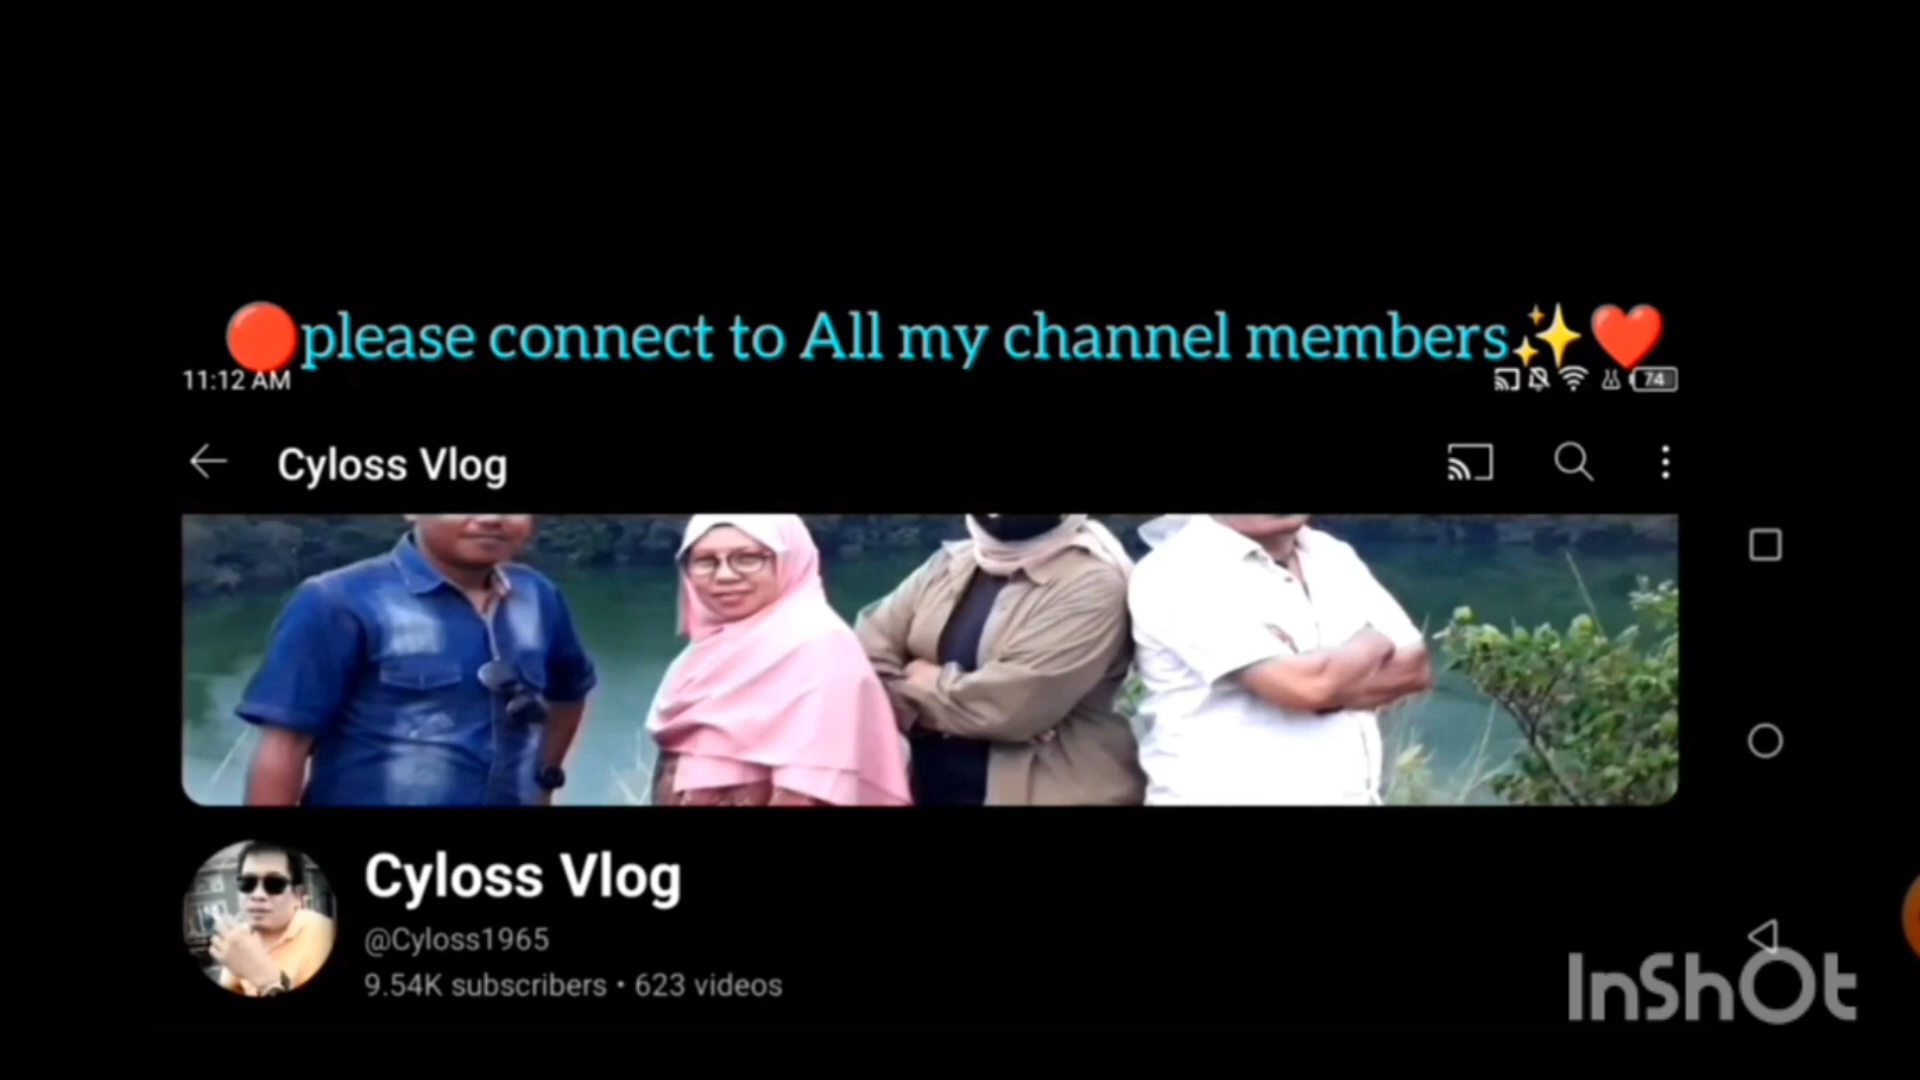 🔴please connect to All my channel members✨❤️
11:12 AM 74
Cyloss Vlog
Cyloss Vlog
@Cyloss1965
9.54K subscribers • 623 videos
InShOt